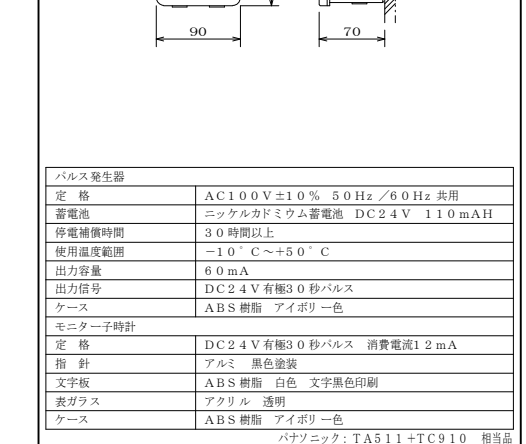 90
70
パルス発生器
定 格 AC100V±10% 50Hz/60Hz 共用
蓄電池 ニッケルカドミウム蓄電池 DC24V 110mAH
停電補償時間 30時間以上
使用温度範囲 −10°C～+50°C
出力容量 60mA
出力信号 DC24V有極30秒パルス
ケース ABS樹脂 アイボリー色
モニター子時計
定 格 DC24V有極30秒パルス 消費電流12mA
指 針 アルミ 黒色塗装
文字板 ABS樹脂 白色 文字黒色印刷
表ガラス アクリル 透明
ケース ABS樹脂 アイボリー色
パナソニック:TA511+TC910 相当品